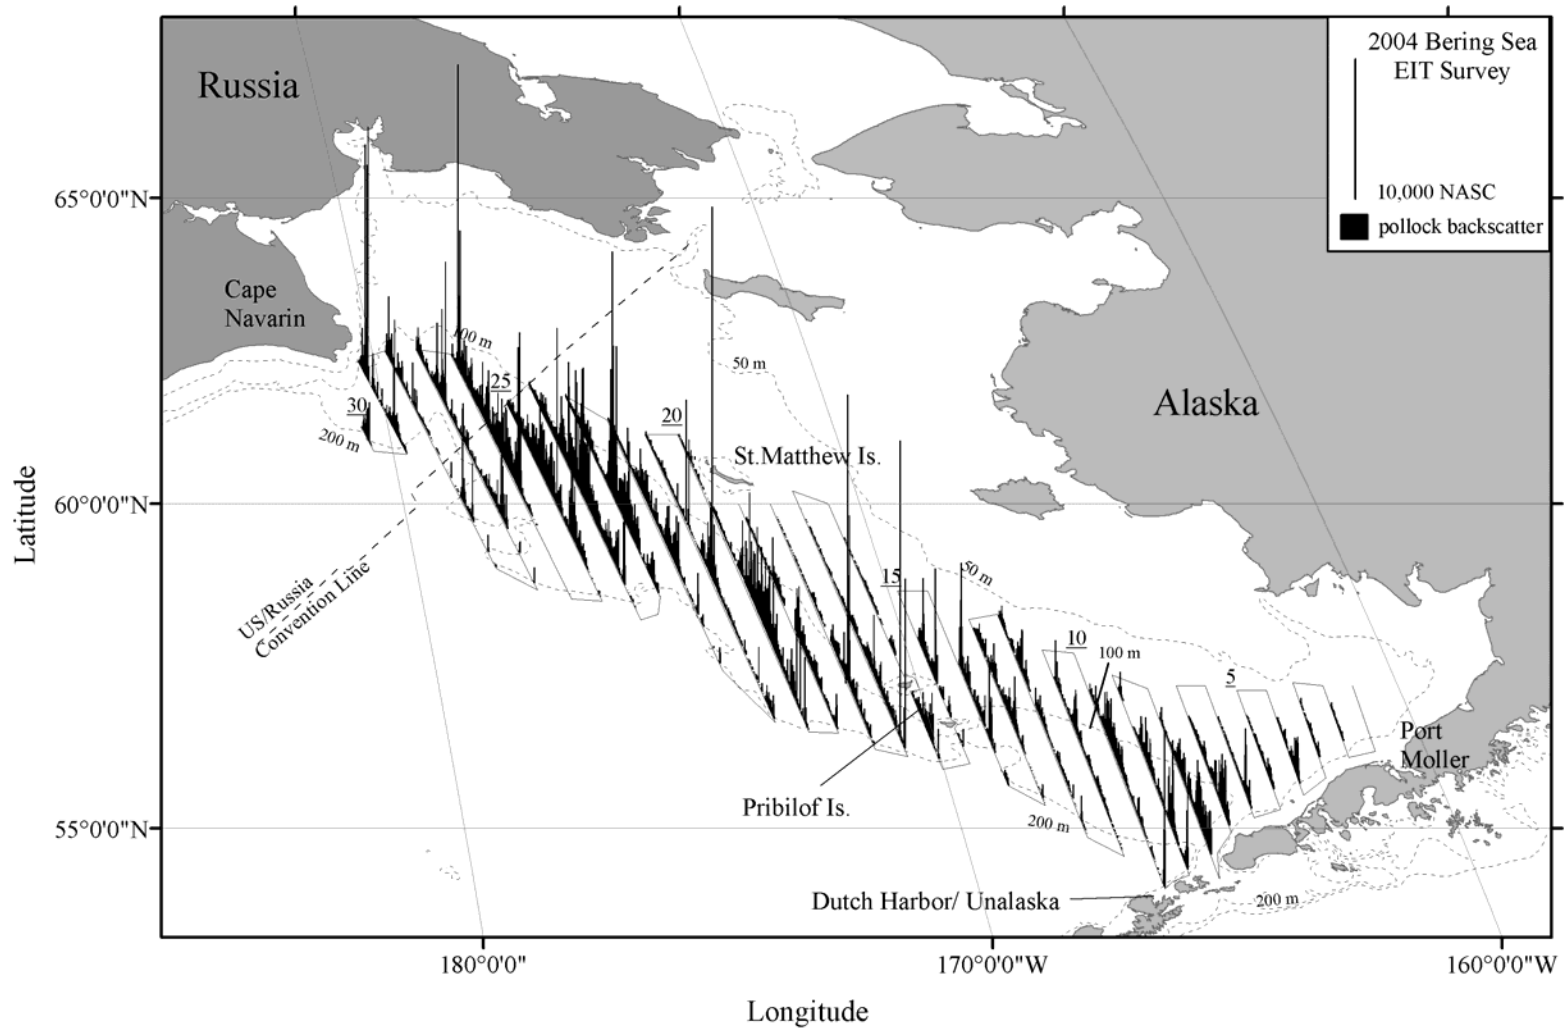 2004 Bering Sea
EIT Survey
10,000 NASC
pollock backscatter
Russia
65°0'0"N
Cape
Navarin
100 m
50 m
25
30
20
200 m
Alaska
St.Matthew Is.
60°0'0"N
Latitude
15
50 m
US/Russia
Convention Line
10
100 m
5
Port
Moller
Pribilof Is.
200 m
55°0'0"N
Dutch Harbor/ Unalaska
200 m
180°0'0"
170°0'0"W
160°0'0"W
Longitude